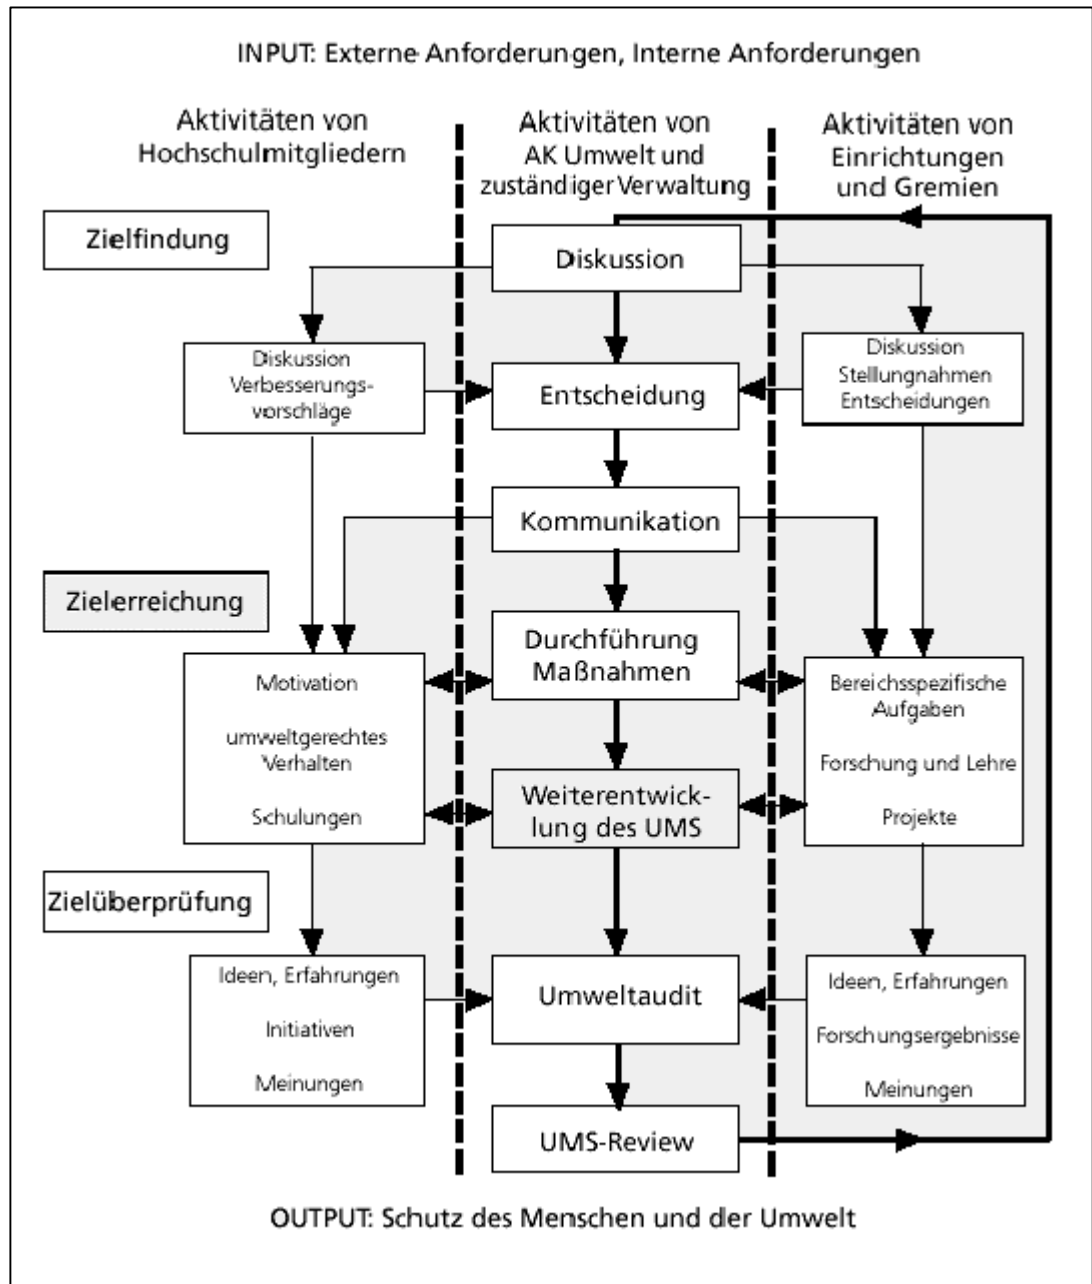 INPUT: Externe Anforderungen, Interne Anforderungen
Aktivitäten von
Hochschulmitgliedern
Aktivitäten von
AK Umwelt und
zuständiger Verwaltung
Aktivitäten von
Einrichtungen
und Gremien
Zielfindung
Diskussion
Diskussion
Verbesserungs-
vorschläge
Entscheidung
Diskussion
Stellungnahmen
Entscheidungen
Kommunikation
Zielerreichung
Durchführung
Maßnahmen
Motivation
umweltgerechtes
Verhalten
Schulungen
Bereichsspezifische
Aufgaben
Forschung und Lehre
Projekte
Weiterentwick-
lung des UMS
Zielüberprüfung
Ideen, Erfahrungen
Initiativen
Meinungen
Umweltaudit
Ideen, Erfahrungen
Forschungsergebnisse
Meinungen
UMS-Review
OUTPUT: Schutz des Menschen und der Umwelt